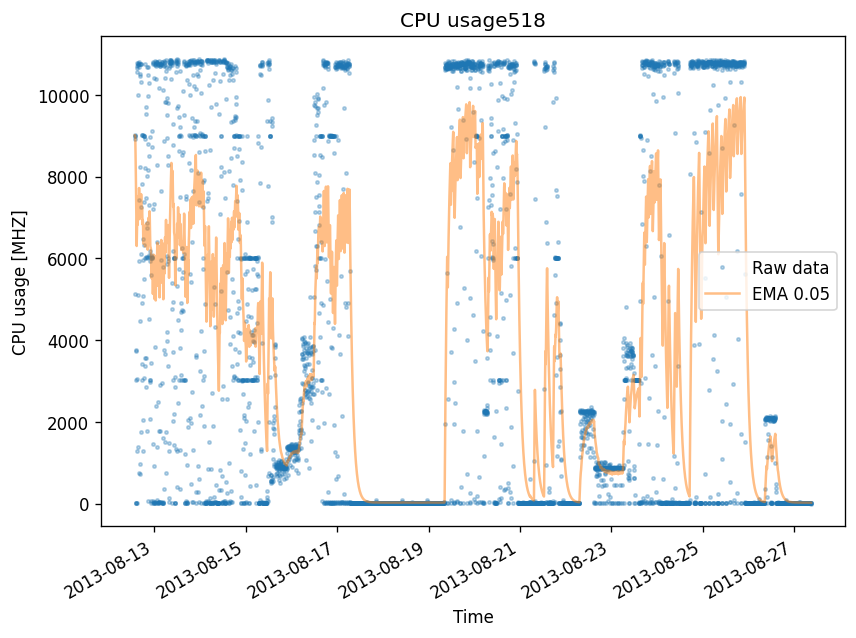 CPU usage518
CPU usage [MHZ]
10000
8000
6000
4000
2000
0
Raw data
EMA 0.05
2013-08-13
2013-08-15
2013-08-17
2013-08-19
2013-08-21
2013-08-23
2013-08-25
2013-08-27
Time